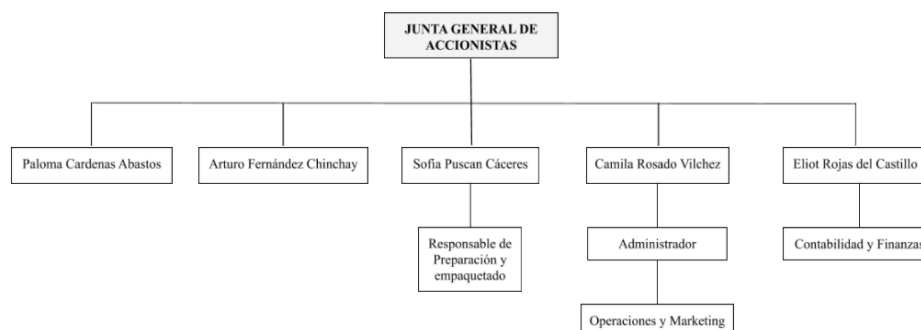 JUNTA GENERAL DE
ACCIONISTAS
Paloma Cardenas Abastos
Arturo Fernández Chinchay
Sofia Puscan Cáceres
Camila Rosado Vilchez
Eliot Rojas del Castillo
Responsable de
Preparación y
empaquetado
Administrador
Contabilidad y Finanzas
Operaciones y Marketing